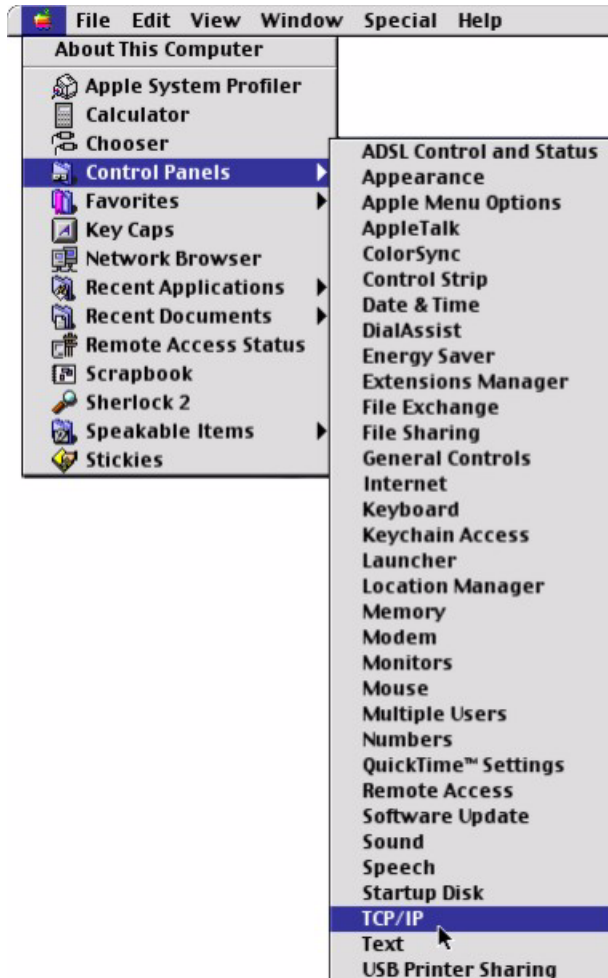 File Edit View Window Special Help
About This Computer
Apple System Profiler
Calculator
Chooser
Control Panels
Favorites
Key Caps
Network Browser
Recent Applications
Recent Documents
Remote Access Status
Scrapbook
Sherlock 2
Speakable Items
Stickies
ADSL Control and Status
Appearance
Apple Menu Options
AppleTalk
ColorSync
Control Strip
Date & Time
DialAssist
Energy Saver
Extensions Manager
File Exchange
File Sharing
General Controls
Internet
Keyboard
Keychain Access
Launcher
Location Manager
Memory
Modem
Monitors
Mouse
Multiple Users
Numbers
QuickTime™ Settings
Remote Access
Software Update
Sound
Speech
Startup Disk
TCP/IP
Text
USB Printer Sharing